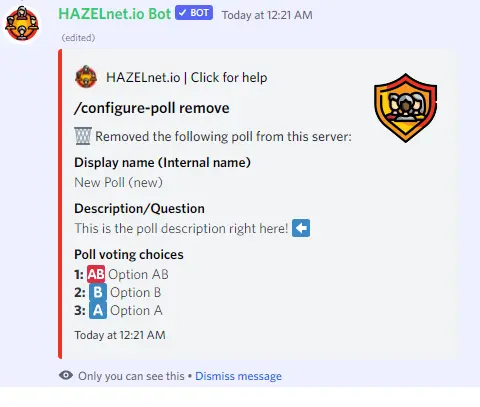 HAZELnet.io Bot ✔ BOT Today at 12:21 AM
(edited)
HAZELnet.io | Click for help
/configure-poll remove
🗑️ Removed the following poll from this server:
Display name (Internal name)
New Poll (new)
Description/Question
This is the poll description right here! ⬅️
Poll voting choices
1: 🆎 Option AB
2: B Option B
3: 🅰️ Option A
Today at 12:21 AM
Only you can see this • Dismiss message